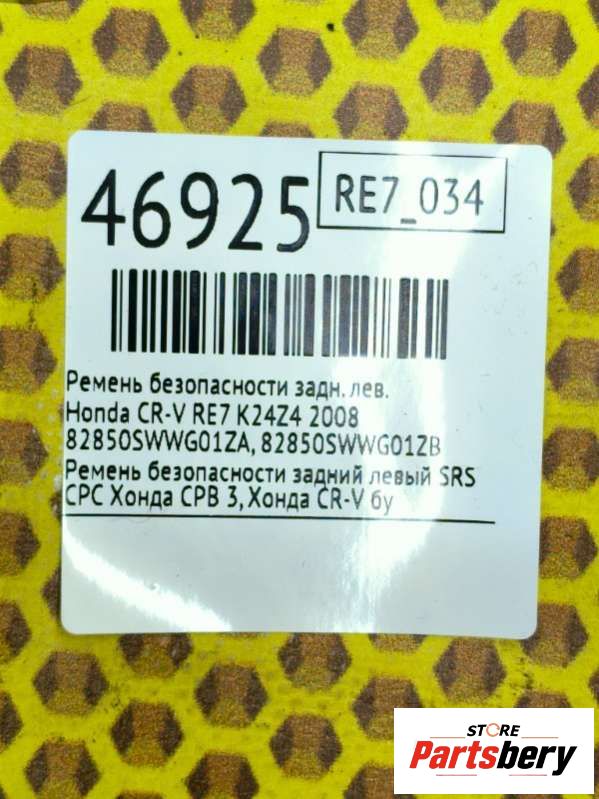 46925
RE7_034
Ремень безопасности задн. лев.
Honda CR-V RE7 K24Z4 2008
82850SWWG01ZA, 82850SWWG01ZB
Ремень безопасности задний левый SRS
СРС Хонда СРВ 3, Хонда CR-V бу
STORE
Partsbery